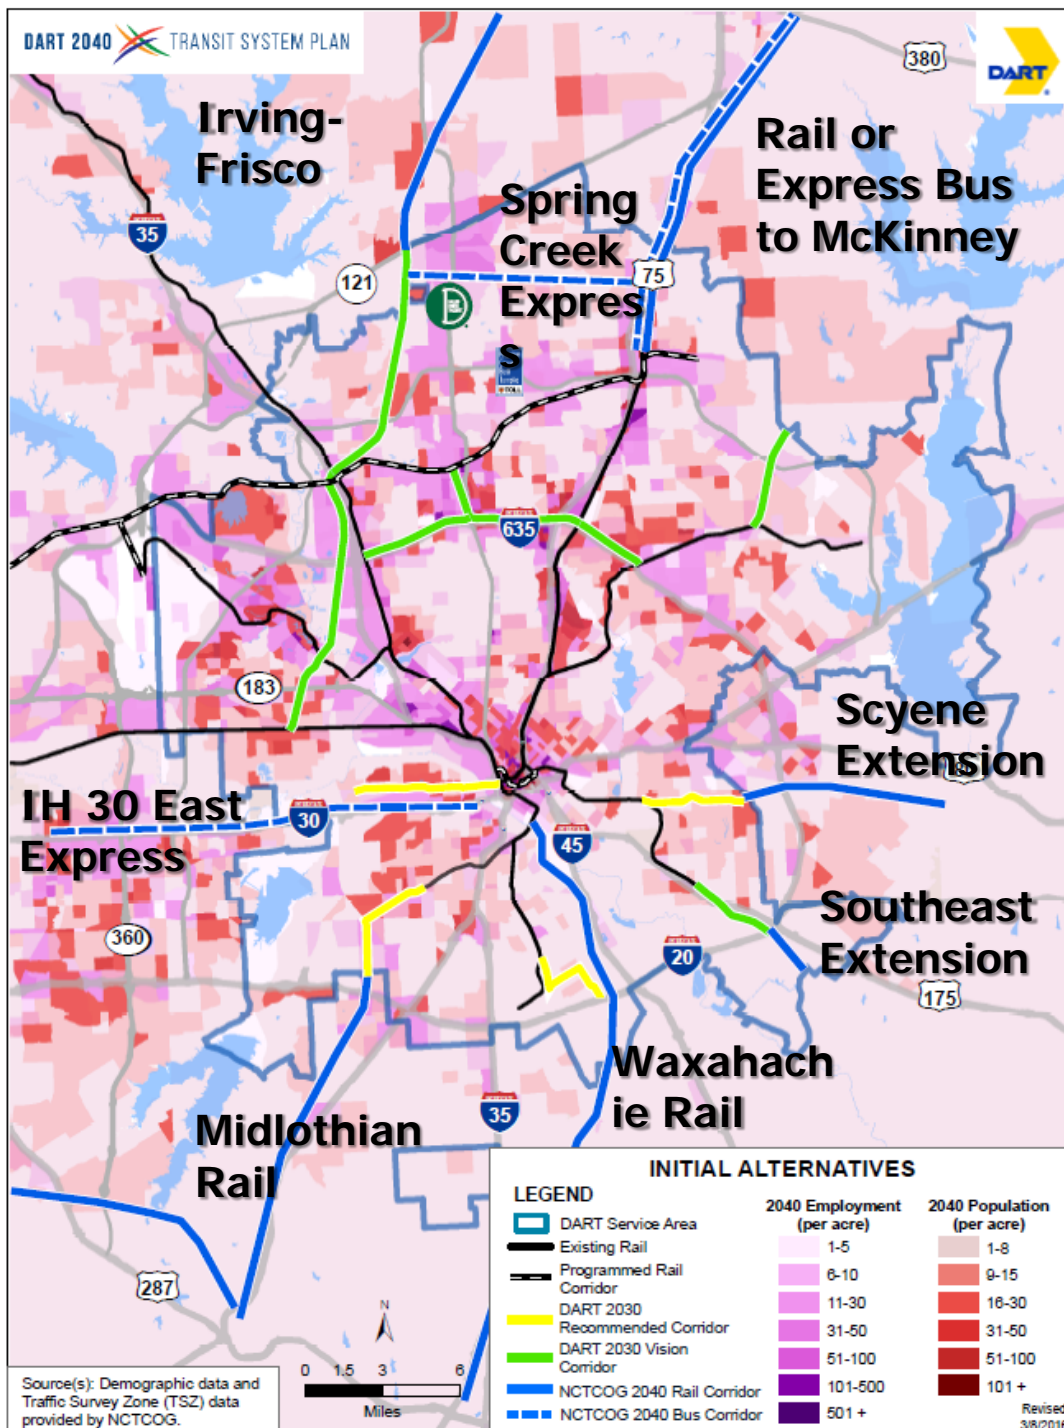 DART 2040 TRANSIT SYSTEM PLAN
380
DART
Irving-
Frisco
Rail or
Express Bus
to McKinney
Spring
Creek
Expres
s
35
121
75
TOLL
635
183
Scyene
Extension
IH 30 East
Express
30
45
Southeast
Extension
360
20
175
Waxahach
ie Rail
35
Midlothian
Rail
287
N
0 1.5 3 6
Miles
Source(s): Demographic data and
Traffic Survey Zone (TSZ) data
provided by NCTCOG.
INITIAL ALTERNATIVES
LEGEND
DART Service Area
Existing Rail
Programmed Rail
Corridor
DART 2030
Recommended Corridor
DART 2030 Vision
Corridor
NCTCOG 2040 Rail Corridor
NCTCOG 2040 Bus Corridor
2040 Employment
(per acre)
1-5
6-10
11-30
31-50
51-100
101-500
501 +
2040 Population
(per acre)
1-8
9-15
16-30
31-50
51-100
101 +
Revised